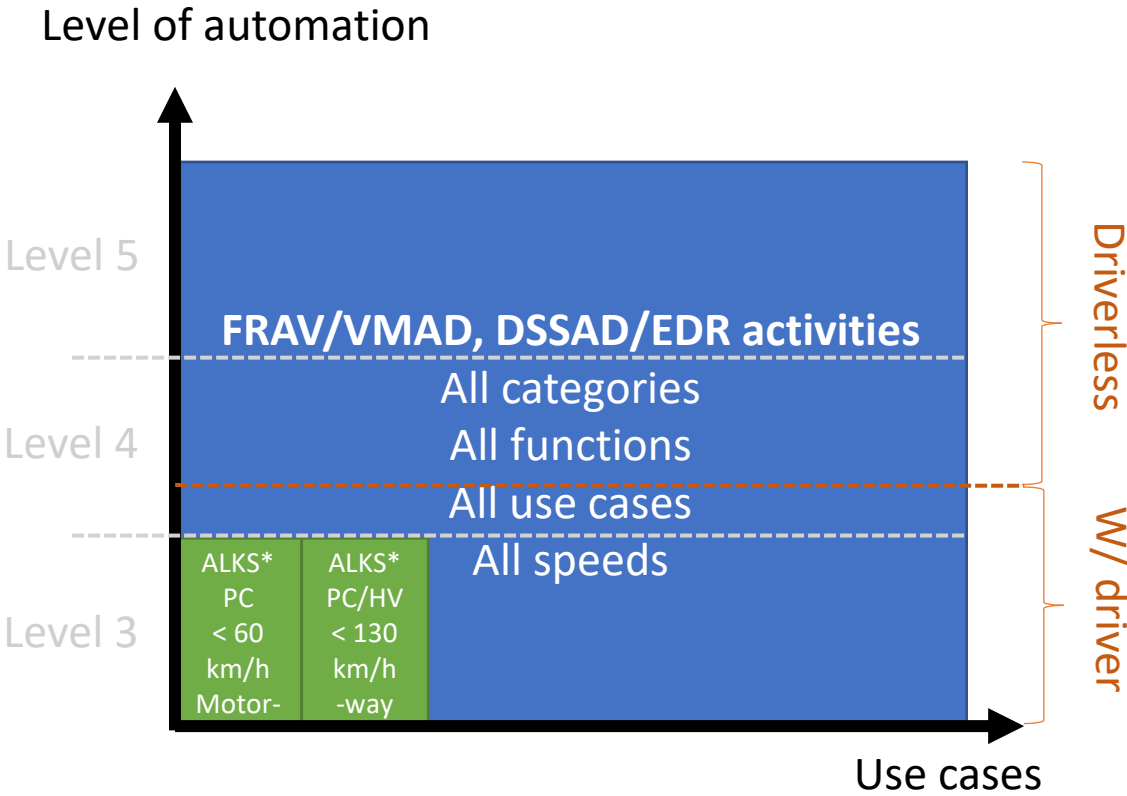 Level of automation
Level 5
Driverless
FRAV/VMAD, DSSAD/EDR activities
All categories
Level 4
All functions
All use cases
W/ driver
All speeds
Level 3
ALKS*
PC
< 60
km/h
Motor-
ALKS*
PC/HV
< 130
km/h
-way
Use cases